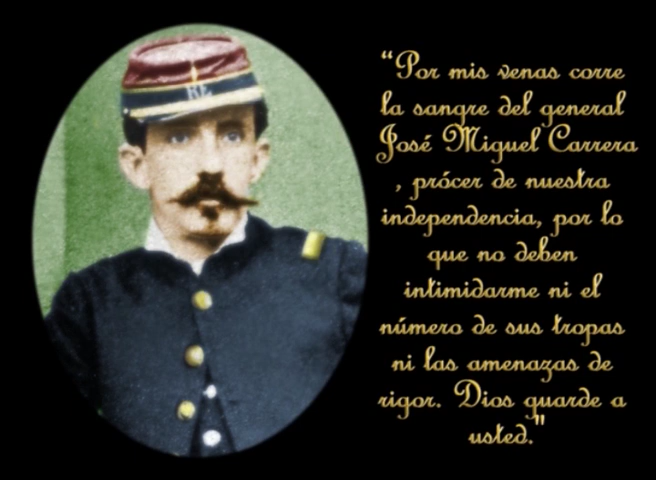 “Por mis venas corre
la sangre del general
José Miguel Carrera
, prócer de nuestra
independencia, por lo
que no deben
intimidarme ni el
número de sus tropas
ni las amenazas de
rigor. Dios guarde a
usted."